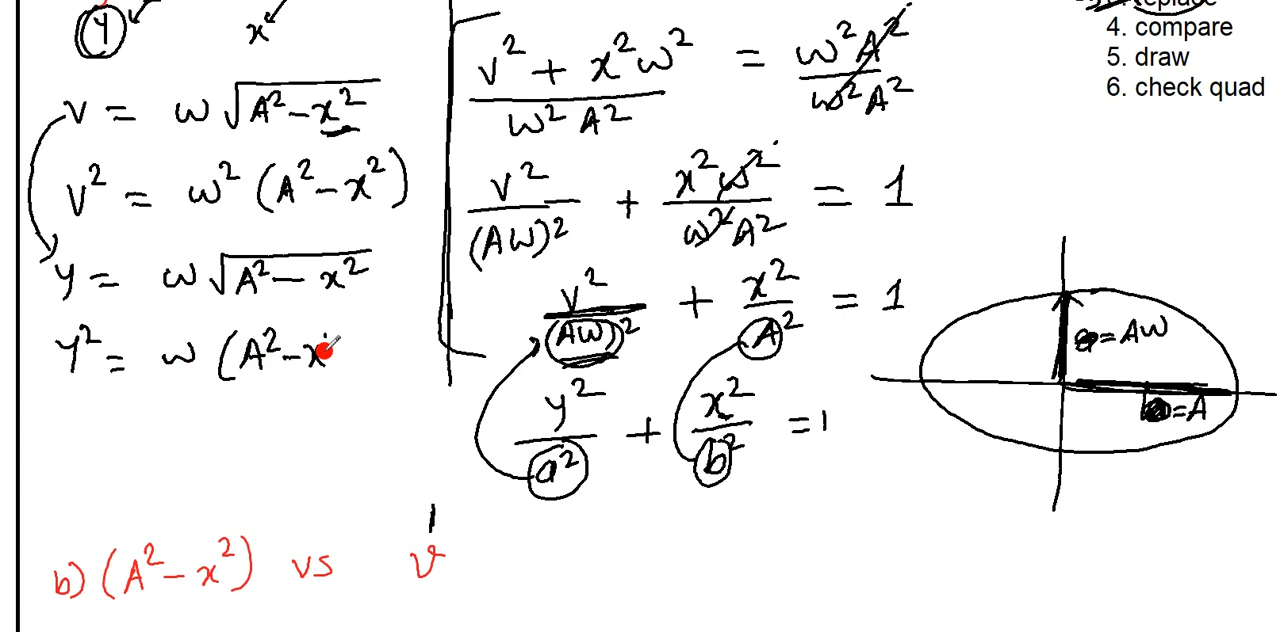 y
x
v = ω√(A² − x²)
v² = ω² (A² − x²)
y = ω√(A² − x²)
y² = ω (A² − x
(v² + x²ω²)/(ω² A²) = (ω²A²)/(ω²A²)
v²/(Aω)² + x²ω²/(ω²A²) = 1
v²/(Aω)² + x²/A² = 1
y²/a² + x²/b² = 1
= Aω
b = A
b) (A² − x²) vs v
4. compare
5. draw
6. check quad